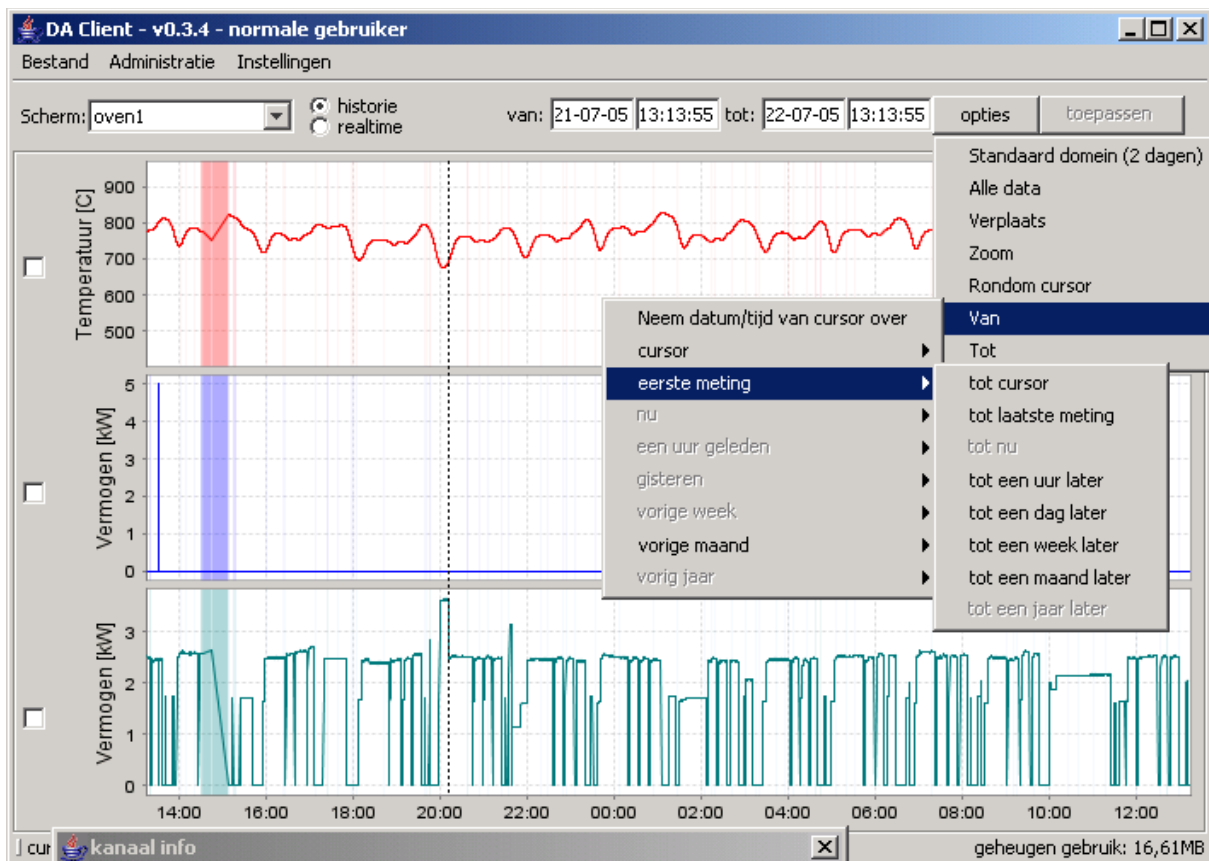 DA Client - v0.3.4 - normale gebruiker
Bestand Administratie Instellingen
Scherm: oven1 historie realtime van: 21-07-05 13:13:55 tot: 22-07-05 13:13:55 opties toepassen
Standaard domein (2 dagen)
Alle data
Verplaats
Zoom
Rondom cursor
Van
Tot
Neem datum/tijd van cursor over
cursor
eerste meting
nu
een uur geleden
gisteren
vorige week
vorige maand
vorig jaar
tot cursor
tot laatste meting
tot nu
tot een uur later
tot een dag later
tot een week later
tot een maand later
tot een jaar later
Temperatuur [C]
900
800
700
600
500
Vermogen [kW]
5
4
3
2
1
0
Vermogen [kW]
3
2
1
0
14:00 16:00 18:00 20:00 22:00 00:00 02:00 04:00 06:00 08:00 10:00 12:00
cur kanaal info geheugen gebruik: 16,61MB